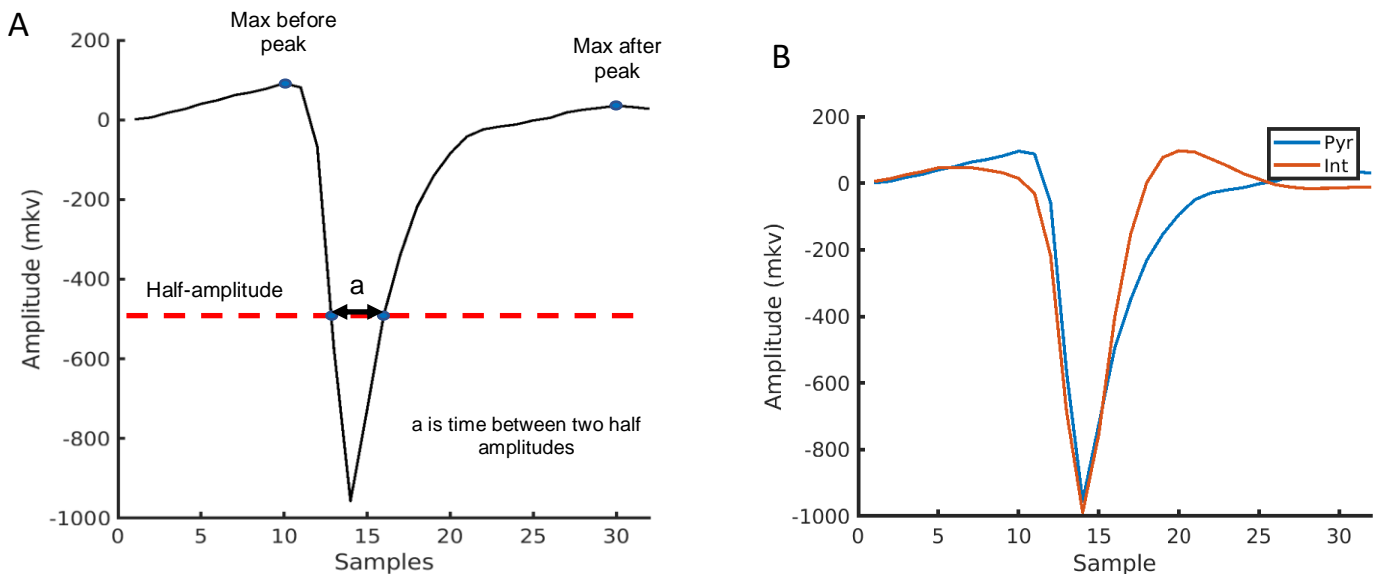 A
Max before
peak
Max after
peak
200
0
-200
-400
-600
-800
-1000
Amplitude (mkv)
Half-amplitude
a
a is time between two half
amplitudes
0 5 10 15 20 25 30
Samples
B
200
0
-200
-400
-600
-800
-1000
Amplitude (mkv)
Pyr
Int
0 5 10 15 20 25 30
Sample